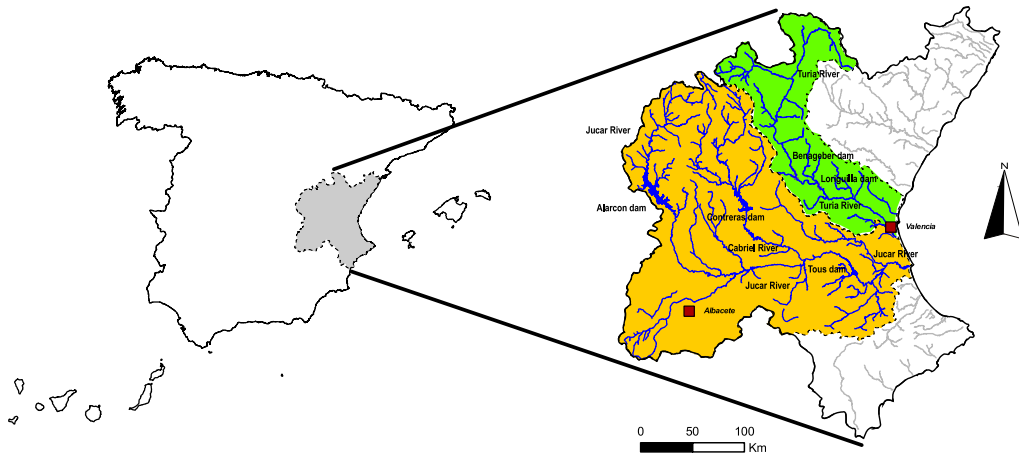 Turia River
Jucar River
Benageber dam
Longuilla dam
Turia River
Alarcon dam
Contreras dam
Valencia
Cabriel River
Jucar River
Tous dam
Jucar River
Albacete
N
0 50 100
Km